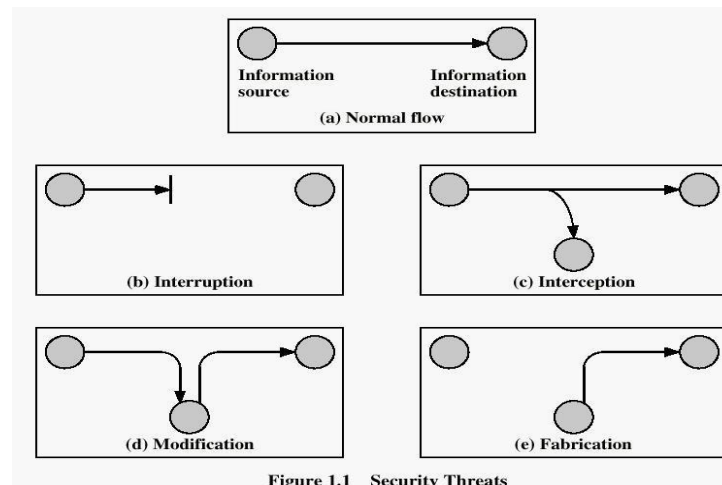 Information
source
Information
destination
(a) Normal flow
(b) Interruption
(c) Interception
(d) Modification
(e) Fabrication
Figure 1.1 Security Threats